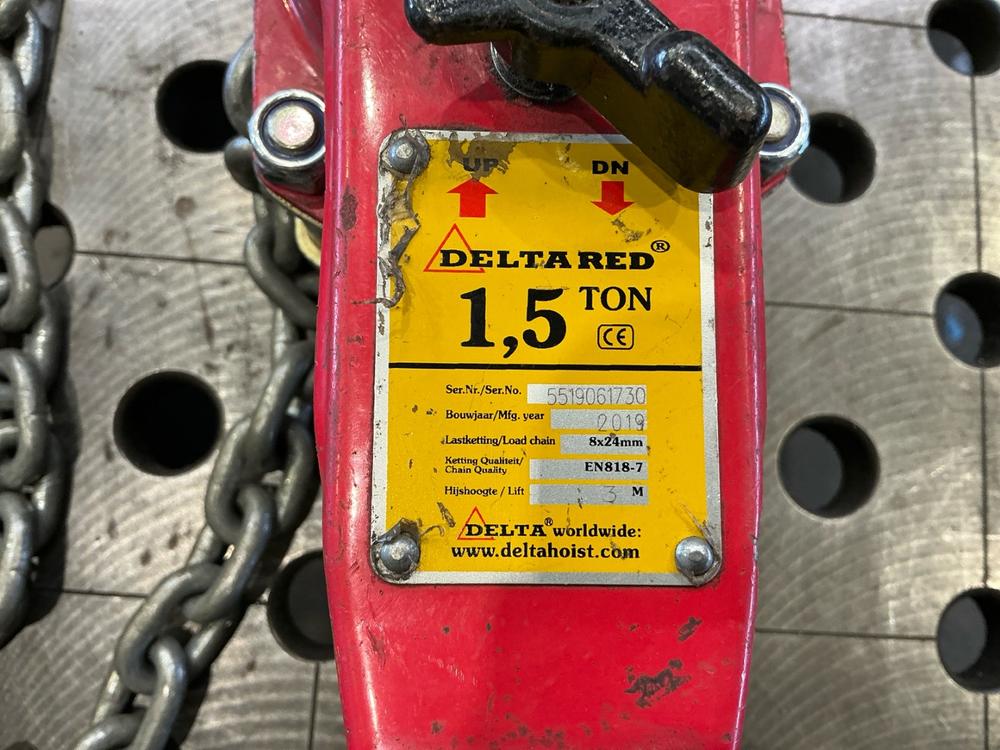 UP DN
DELTA RED®
1,5 TON
CE
Ser.Nr./Ser.No. 5519061730
Bouwjaar/Mfg. year 2019
Lastketting/Load chain 8x24mm
Ketting Qualiteit/
Chain Quality EN818-7
Hijshoogte / Lift 3 M
DELTA® worldwide:
www.deltahoist.com